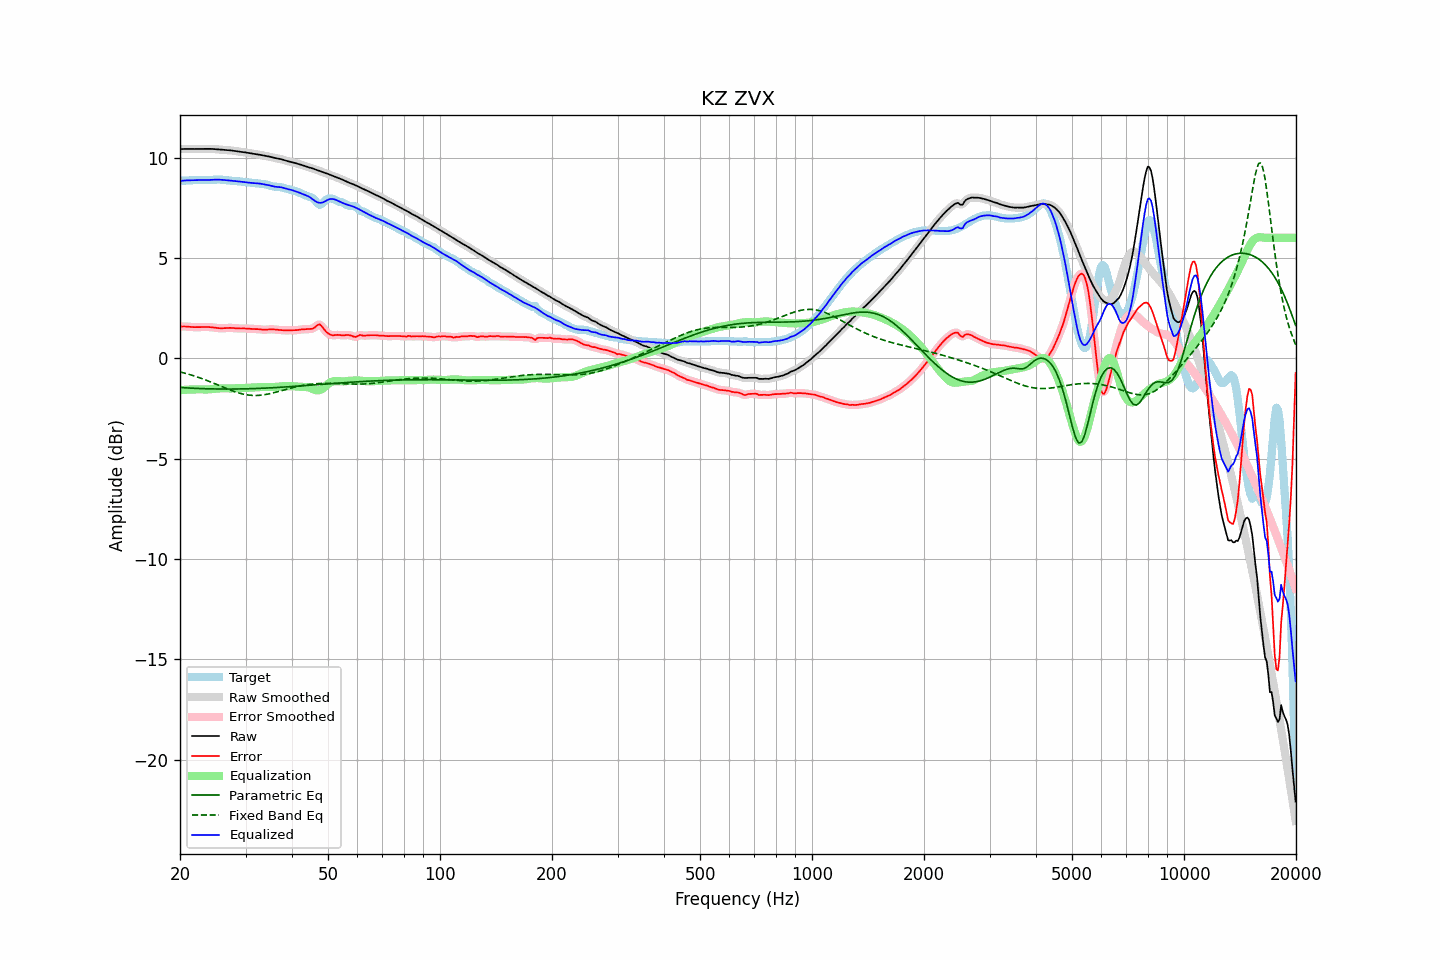 KZ ZVX
Amplitude (dBr)
10
5
0
−5
−10
−15
−20
Target
Raw Smoothed
Error Smoothed
Raw
Error
Equalization
Parametric Eq
Fixed Band Eq
Equalized
20 50 100 200 500 1000 2000 5000 10000 20000
Frequency (Hz)